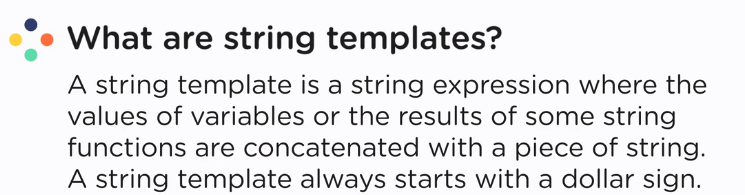 What are string templates?
A string template is a string expression where the
values of variables or the results of some string
functions are concatenated with a piece of string.
A string template always starts with a dollar sign.